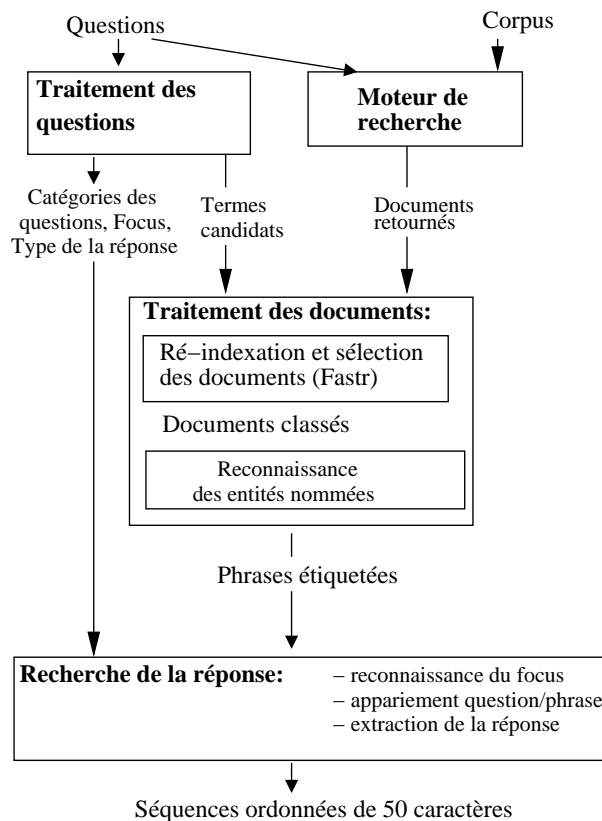 Questions
Corpus
Traitement des
questions
Moteur de
recherche
Catégories des
questions, Focus,
Type de la réponse
Termes
candidats
Documents
retournés
Traitement des documents:
Ré−indexation et sélection
des documents (Fastr)
Documents classés
Reconnaissance
des entités nommées
Phrases étiquetées
Recherche de la réponse:
− reconnaissance du focus
− appariement question/phrase
− extraction de la réponse
Séquences ordonnées de 50 caractères